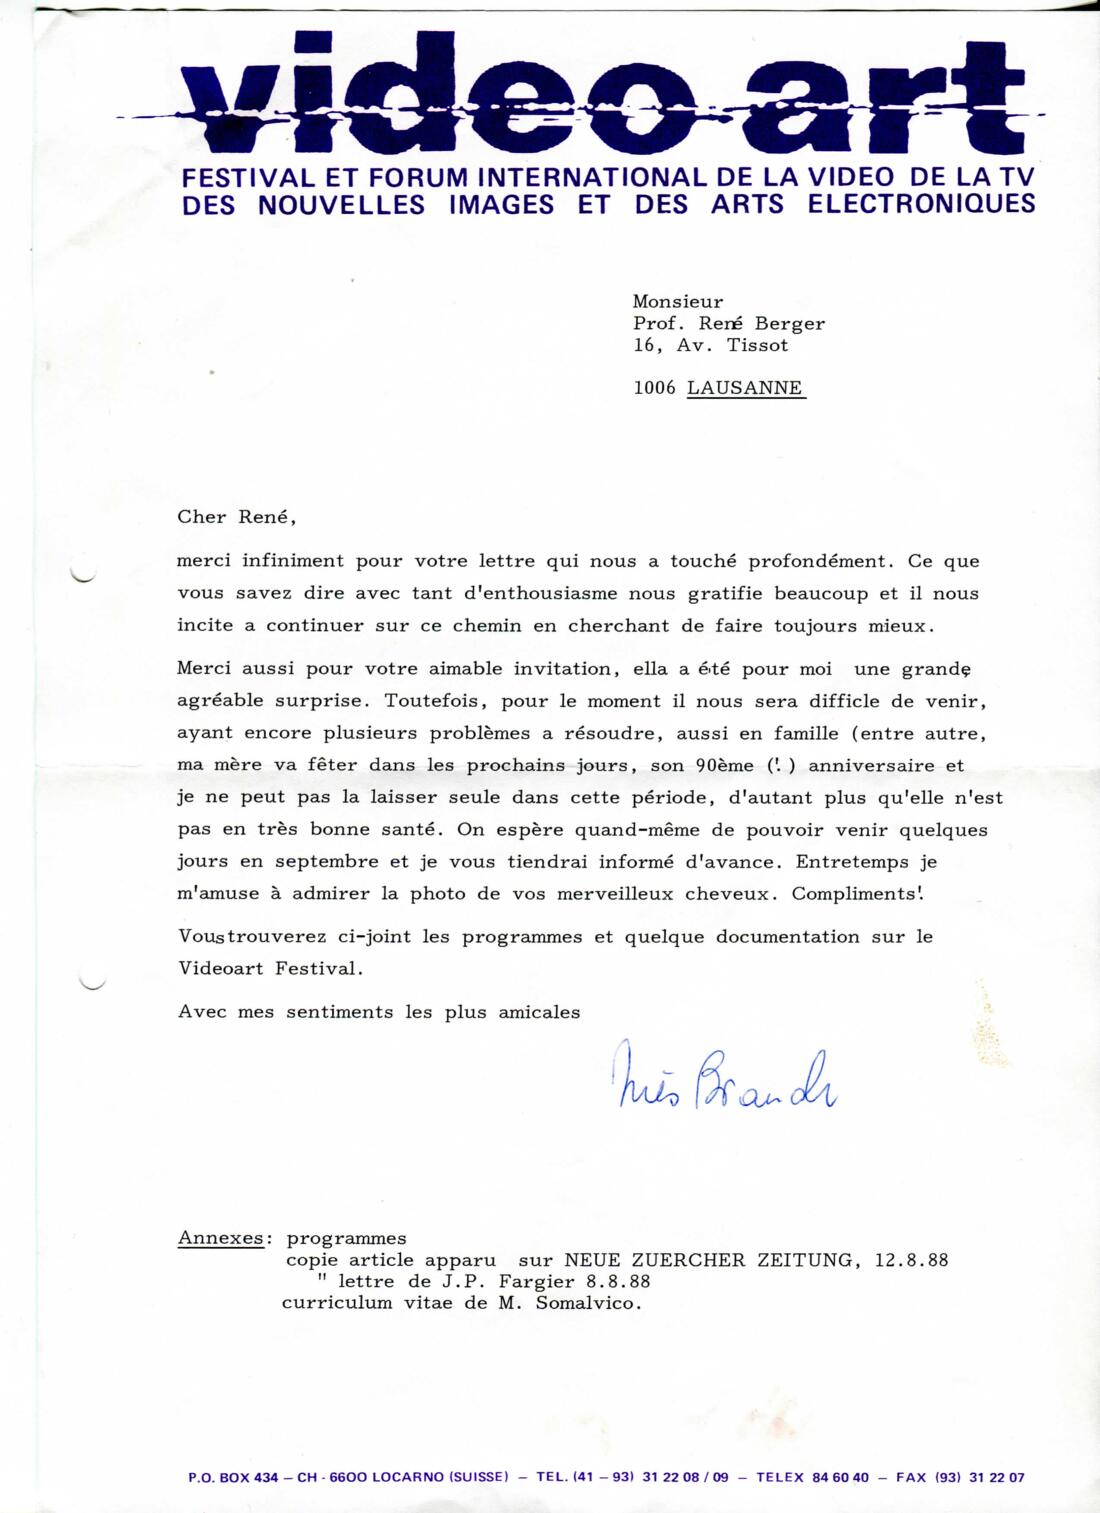 video art
FESTIVAL ET FORUM INTERNATIONAL DE LA VIDEO DE LA TV
DES NOUVELLES IMAGES ET DES ARTS ELECTRONIQUES
Monsieur
Prof. René Berger
16, Av. Tissot
1006 LAUSANNE
Cher René,
merci infiniment pour votre lettre qui nous a touché profondément. Ce que
vous savez dire avec tant d'enthousiasme nous gratifie beaucoup et il nous
incite a continuer sur ce chemin en cherchant de faire toujours mieux.
Merci aussi pour votre aimable invitation, ella a été pour moi une grande
agréable surprise. Toutefois, pour le moment il nous sera difficle de venir,
ayant encore plusieurs problèmes a résoudre, aussi en famille (entre autre,
ma mère va fêter dans les prochains jours, son 90ème (!) anniversaire et
je ne peut pas la laisser seule dans cette période, d'autant plus qu'elle n'est
pas en très bonne santé. On espère quand-même de pouvoir venir quelques
jours en septembre et je vous tiendrai informé d'avance. Entretemps je
m'amuse à admirer la photo de vos merveilleux cheveux. Compliments!
Vous trouverez ci-joint les programmes et quelque documentation sur le
Videoart Festival.
Avec mes sentiments les plus amicales
Annexes: programmes
copie article apparu sur NEUE ZUERCHER ZEITUNG, 12.8.88
" lettre de J.P. Fargier 8.8.88
curriculum vitae de M. Somalvico.
P.O. BOX 434 – CH - 6600 LOCARNO (SUISSE) – TEL. (41 – 93) 31 22 08 / 09 – TELEX 84 60 40 – FAX (93) 31 22 07